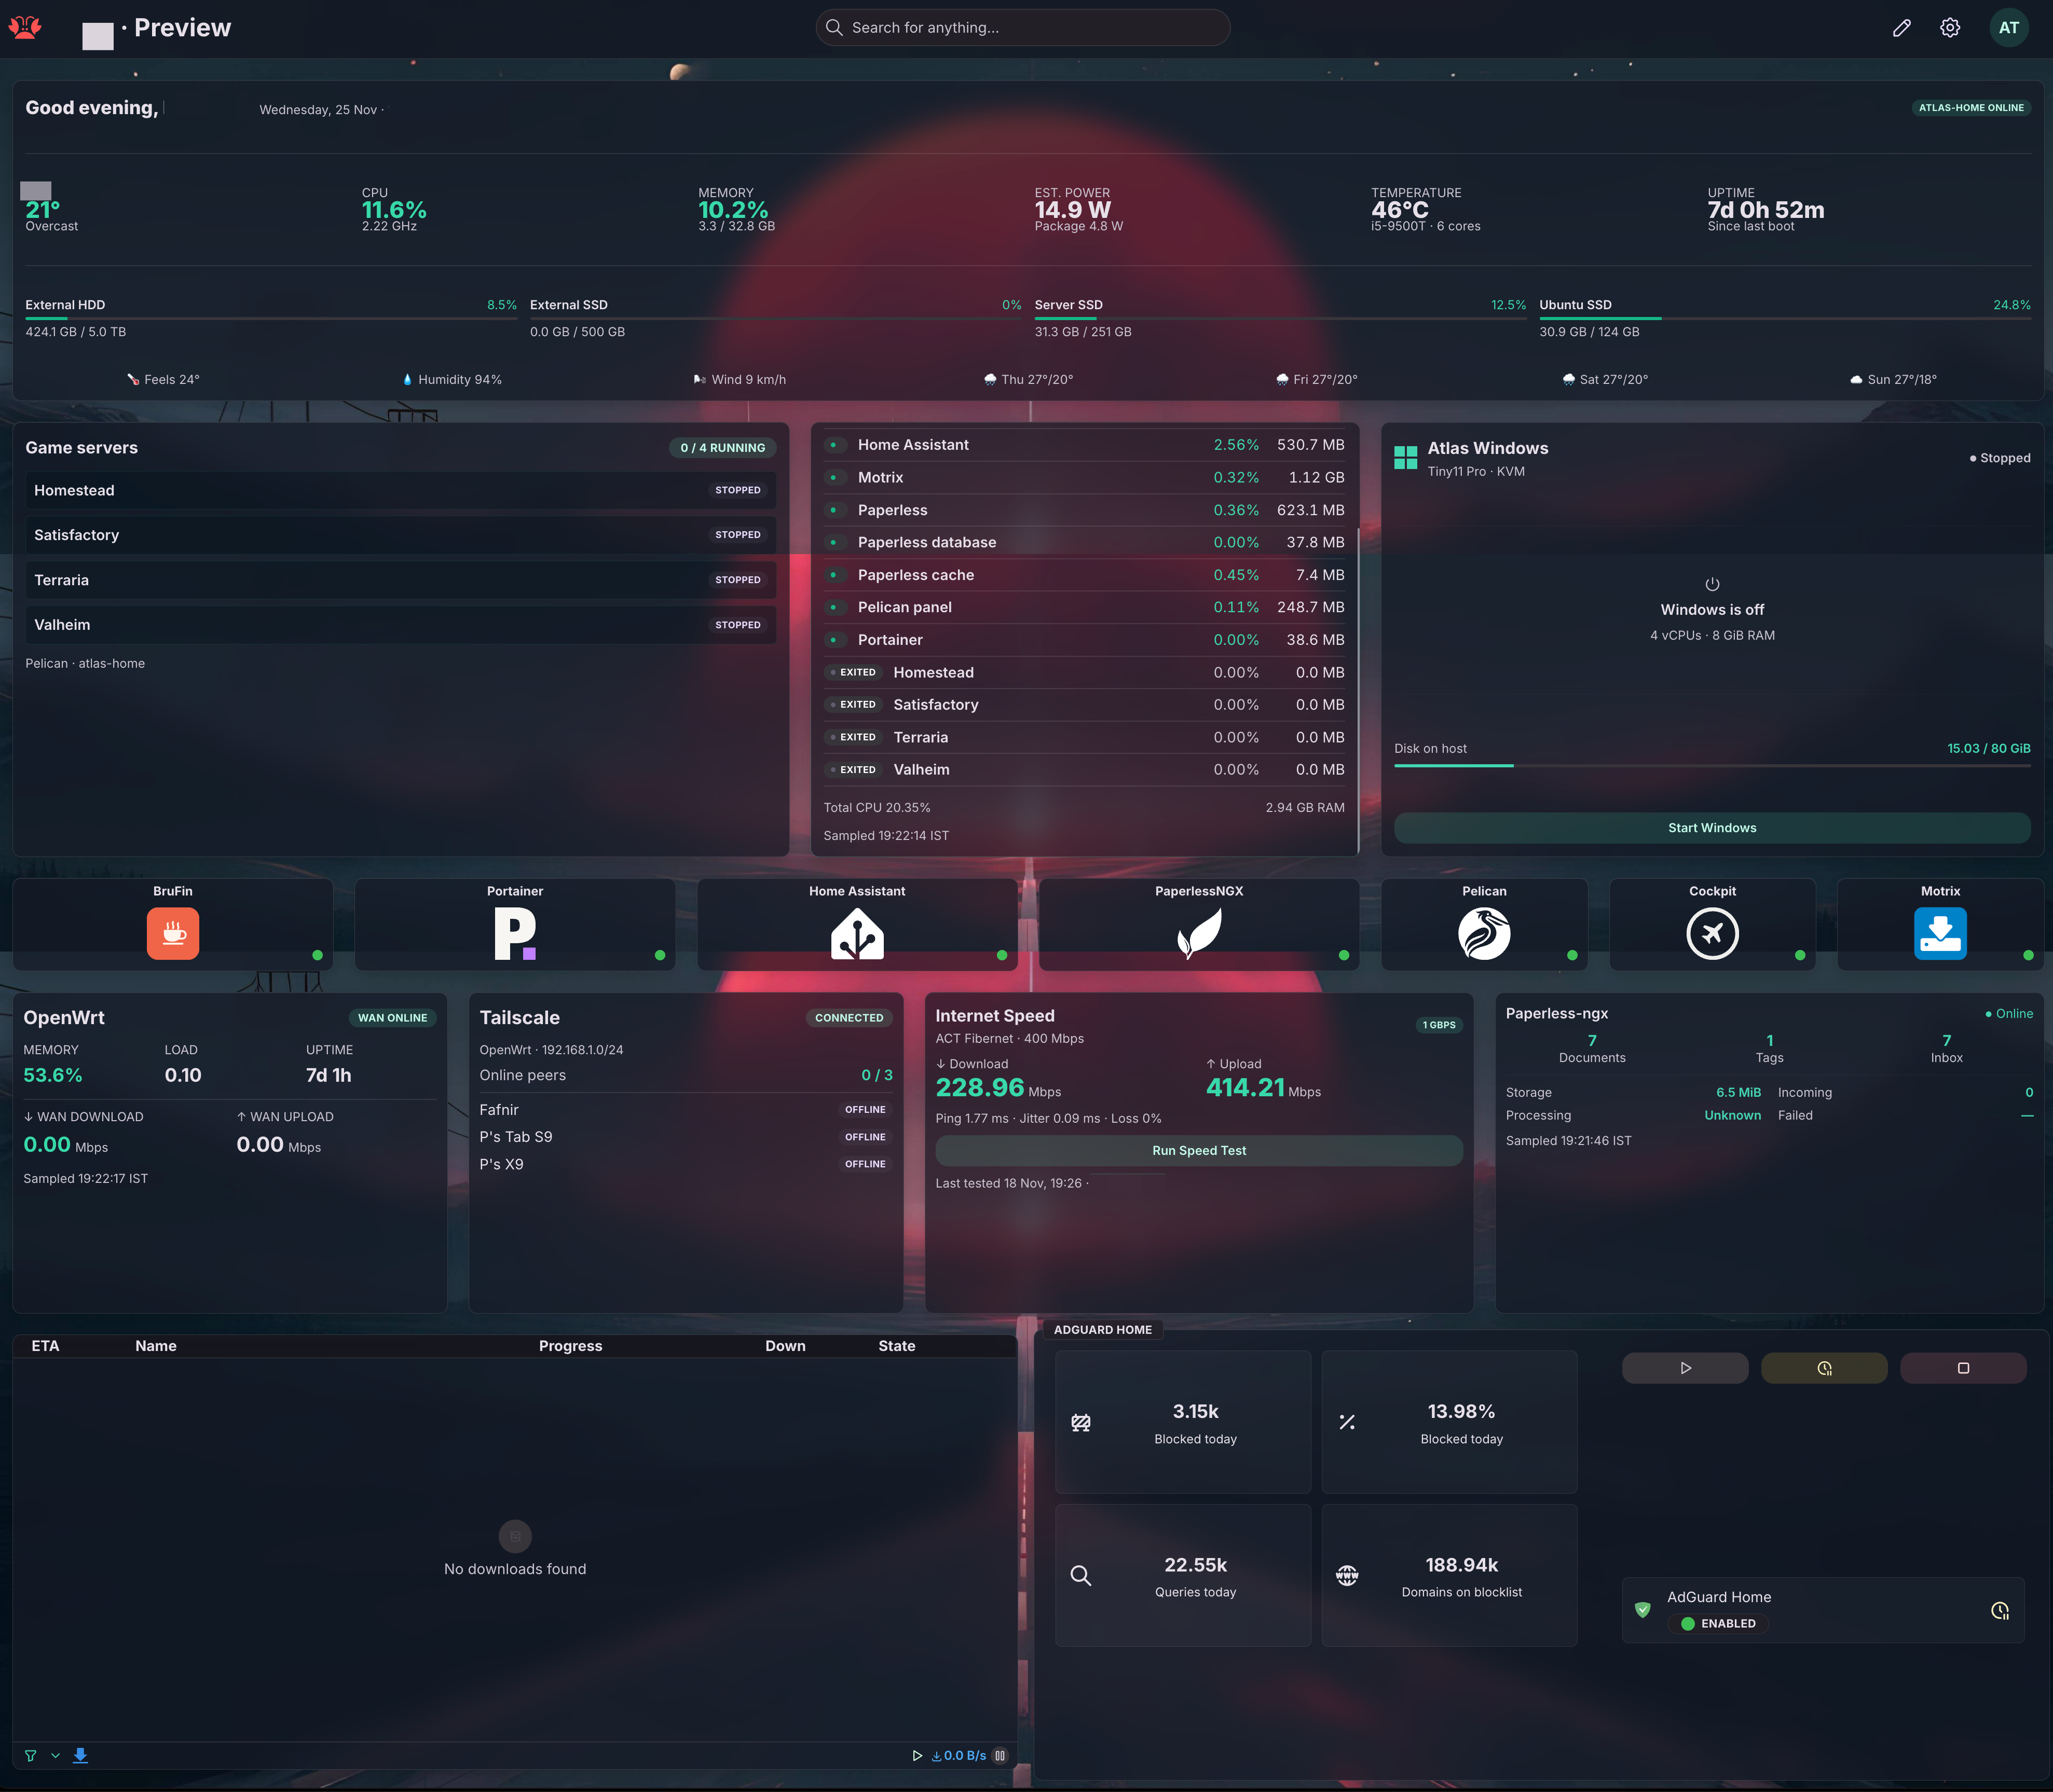 · Preview
Search for anything...
AT
Good evening,
Wednesday, 25 Nov ·
ATLAS-HOME ONLINE
21°
Overcast
CPU
11.6%
2.22 GHz
MEMORY
10.2%
3.3 / 32.8 GB
EST. POWER
14.9 W
Package 4.8 W
TEMPERATURE
46°C
i5-9500T · 6 cores
UPTIME
7d 0h 52m
Since last boot
External HDD 8.5%
424.1 GB / 5.0 TB
External SSD 0%
0.0 GB / 500 GB
Server SSD 12.5%
31.3 GB / 251 GB
Ubuntu SSD 24.8%
30.9 GB / 124 GB
Feels 24°
Humidity 94%
Wind 9 km/h
Thu 27°/20°
Fri 27°/20°
Sat 27°/20°
Sun 27°/18°
Game servers
0 / 4 RUNNING
Homestead STOPPED
Satisfactory STOPPED
Terraria STOPPED
Valheim STOPPED
Pelican · atlas-home
Home Assistant 2.56% 530.7 MB
Motrix 0.32% 1.12 GB
Paperless 0.36% 623.1 MB
Paperless database 0.00% 37.8 MB
Paperless cache 0.45% 7.4 MB
Pelican panel 0.11% 248.7 MB
Portainer 0.00% 38.6 MB
EXITED Homestead 0.00% 0.0 MB
EXITED Satisfactory 0.00% 0.0 MB
EXITED Terraria 0.00% 0.0 MB
EXITED Valheim 0.00% 0.0 MB
Total CPU 20.35% 2.94 GB RAM
Sampled 19:22:14 IST
Atlas Windows
Tiny11 Pro · KVM
Stopped
Windows is off
4 vCPUs · 8 GiB RAM
Disk on host 15.03 / 80 GiB
Start Windows
BruFin
Portainer
Home Assistant
PaperlessNGX
Pelican
Cockpit
Motrix
OpenWrt
WAN ONLINE
MEMORY LOAD UPTIME
53.6% 0.10 7d 1h
↓ WAN DOWNLOAD ↑ WAN UPLOAD
0.00 Mbps 0.00 Mbps
Sampled 19:22:17 IST
Tailscale
CONNECTED
OpenWrt · 192.168.1.0/24
Online peers 0 / 3
Fafnir OFFLINE
P's Tab S9 OFFLINE
P's X9 OFFLINE
Internet Speed
1 GBPS
ACT Fibernet · 400 Mbps
↓ Download ↑ Upload
228.96 Mbps 414.21 Mbps
Ping 1.77 ms · Jitter 0.09 ms · Loss 0%
Run Speed Test
Last tested 18 Nov, 19:26 ·
Paperless-ngx
Online
7 1 7
Documents Tags Inbox
Storage 6.5 MiB Incoming 0
Processing Unknown Failed —
Sampled 19:21:46 IST
ETA Name Progress Down State
No downloads found
0.0 B/s
ADGUARD HOME
3.15k
Blocked today
13.98%
Blocked today
22.55k
Queries today
WWW
188.94k
Domains on blocklist
AdGuard Home
ENABLED